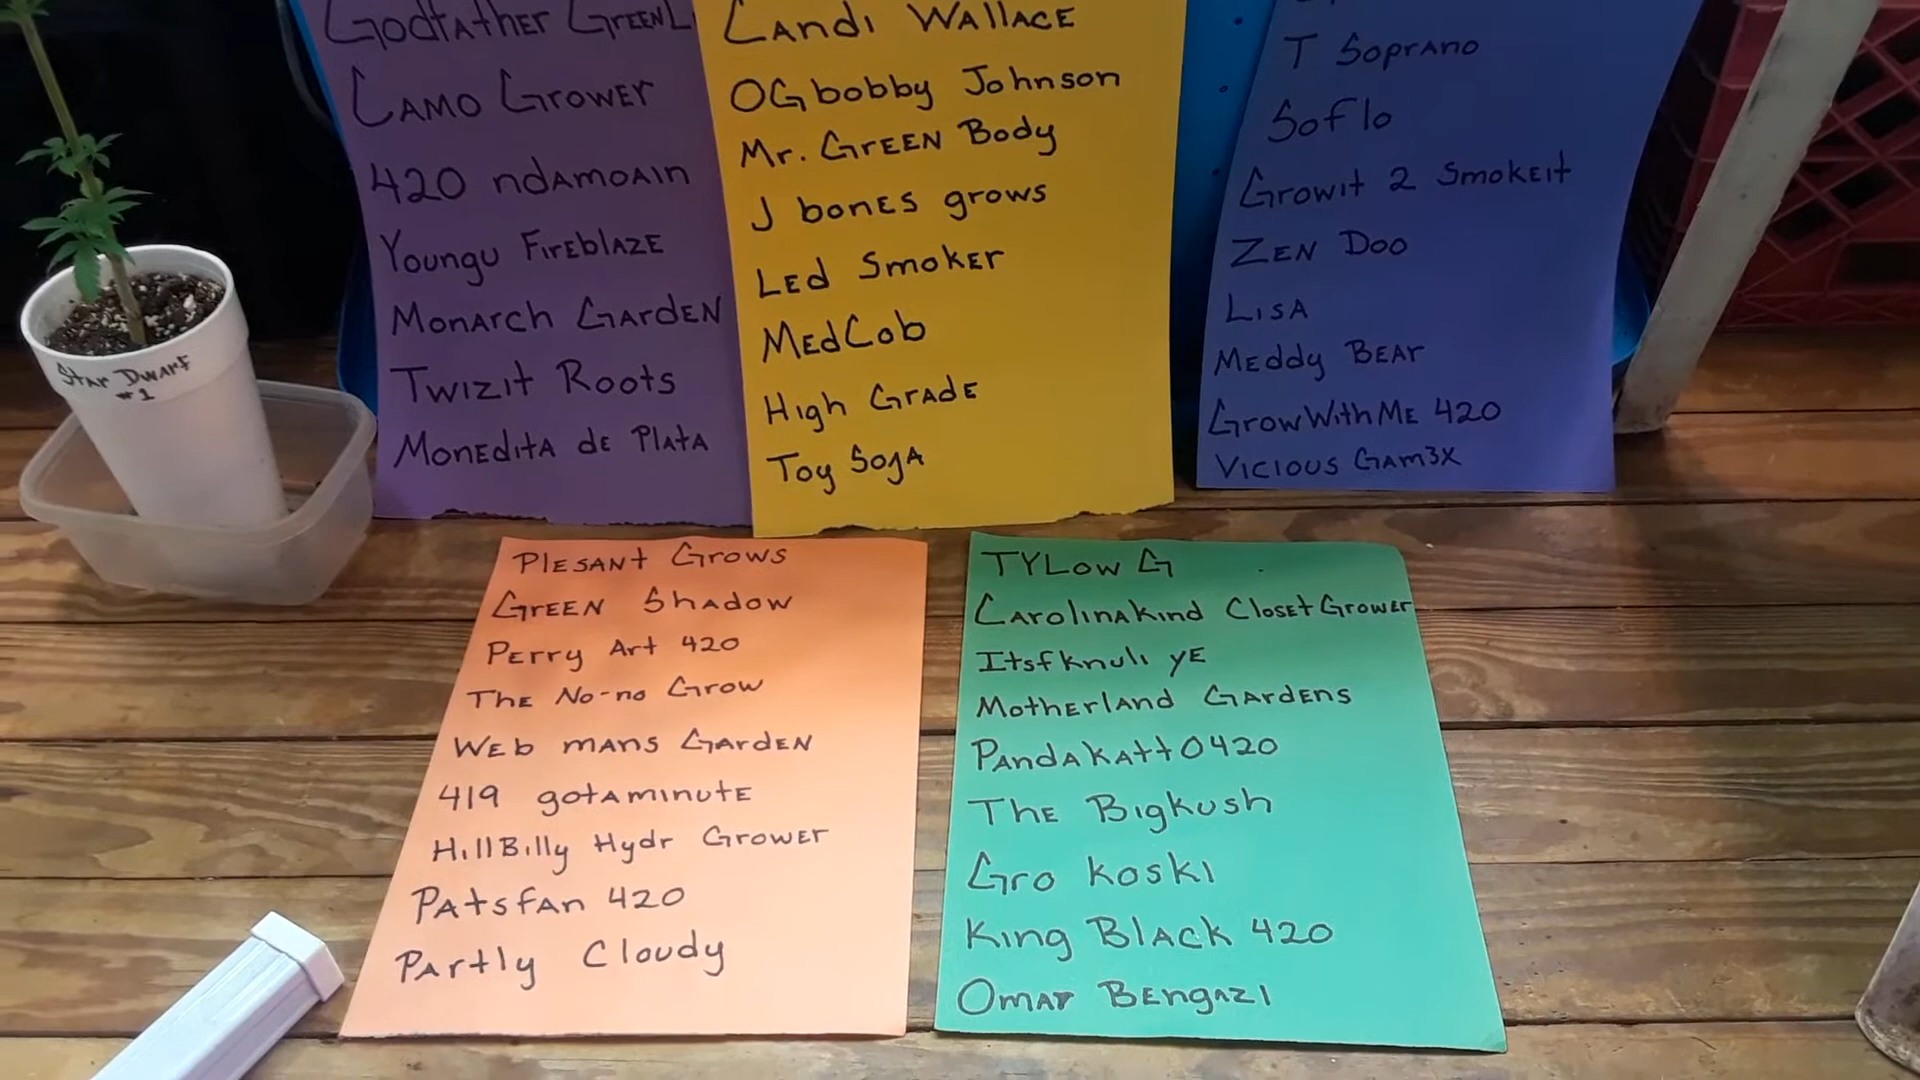 Godfather GreenL
Camo Grower
420 ndamoain
Youngu Fireblaze
Monarch Garden
Twizit Roots
Monedita de Plata
Candi Wallace
OGbobby Johnson
Mr. Green Body
J bones grows
Led Smoker
MedCob
High Grade
Toy Soja
T Soprano
Soflo
Growit 2 Smokeit
Zen Doo
Lisa
Meddy Bear
GrowWithMe 420
Vicious Gam3x
Star Dwarf
#1
Plesant Grows
Green Shadow
Perry Art 420
The No-no Grow
Web mans Garden
419 gotaminute
HillBilly Hydr Grower
Patsfan 420
Partly Cloudy
TYLow G
Carolinakind ClosetGrower
Itsfknuli ye
Motherland Gardens
Pandakatt0420
The Bigkush
Gro Koski
King Black 420
Omar Bengazi